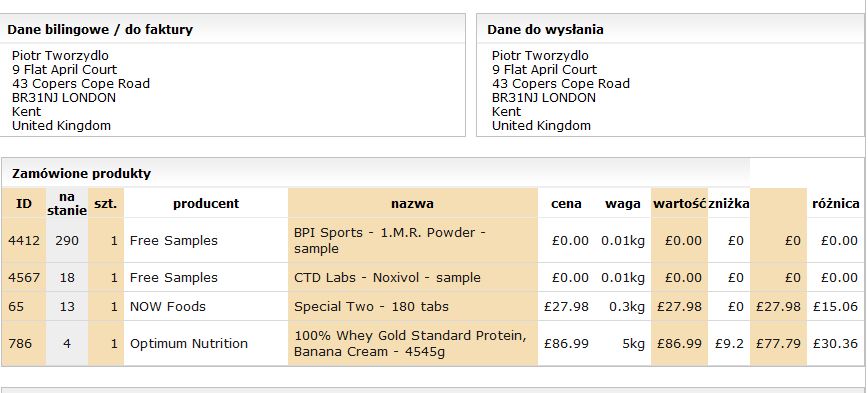 Dane bilingowe / do faktury
Piotr Tworzydlo
9 Flat April Court
43 Copers Cope Road
BR31NJ LONDON
Kent
United Kingdom
Dane do wysłania
Piotr Tworzydlo
9 Flat April Court
43 Copers Cope Road
BR31NJ LONDON
Kent
United Kingdom
Zamówione produkty
ID na stanie szt. producent nazwa cena waga wartość zniżka różnica
4412 290 1 Free Samples BPI Sports - 1.M.R. Powder - sample £0.00 0.01kg £0.00 £0 £0 £0.00
4567 18 1 Free Samples CTD Labs - Noxivol - sample £0.00 0.01kg £0.00 £0 £0 £0.00
65 13 1 NOW Foods Special Two - 180 tabs £27.98 0.3kg £27.98 £0 £27.98 £15.06
786 4 1 Optimum Nutrition 100% Whey Gold Standard Protein, Banana Cream - 4545g £86.99 5kg £86.99 £9.2 £77.79 £30.36